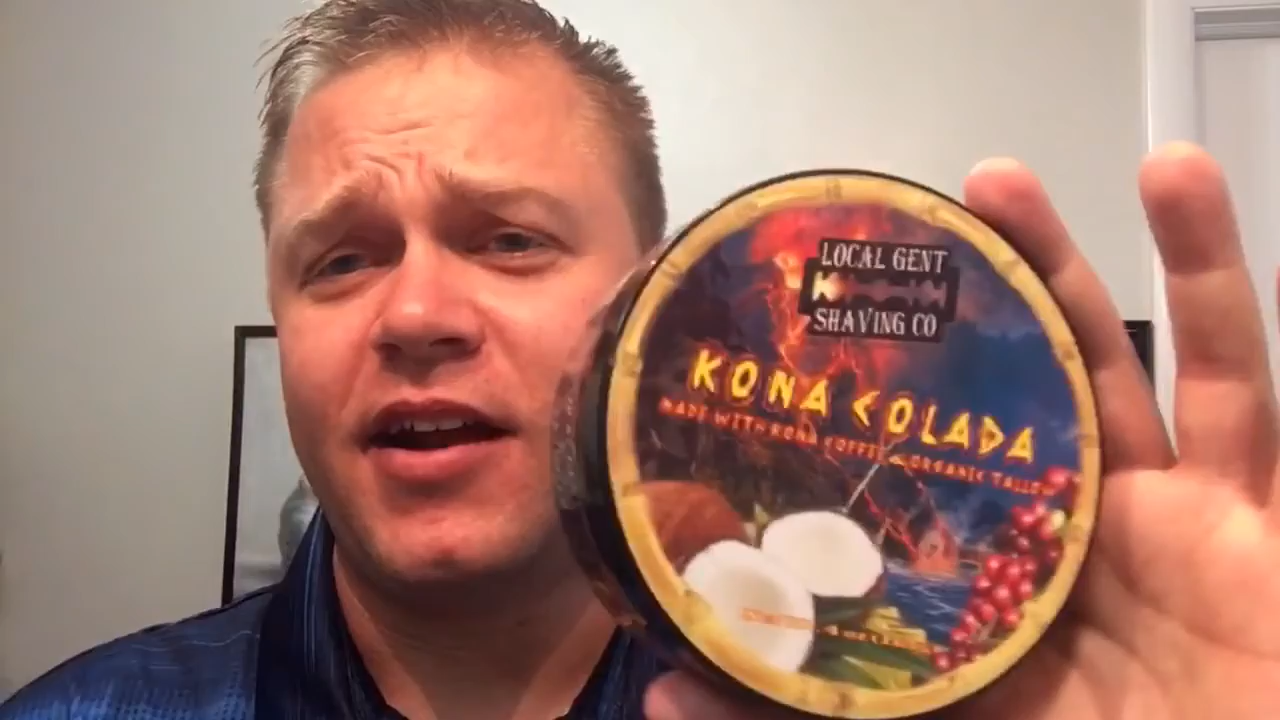 LOCAL GENT
SHAVING CO
KONA COLADA
MADE WITH KONA COFFEE & ORGANIC TALLOW